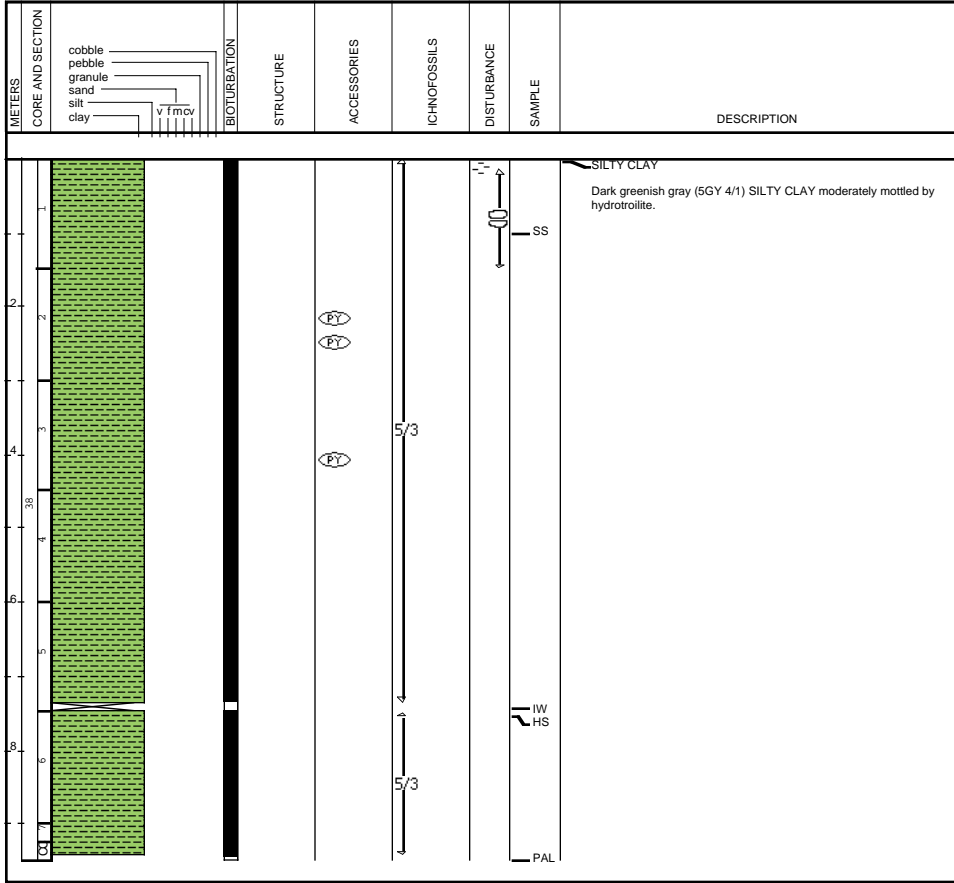 METERS
CORE AND SECTION
cobble
pebble
granule
sand
silt
clay
v f m c v
BIOTURBATION
STRUCTURE
ACCESSORIES
ICHNOFOSSILS
DISTURBANCE
SAMPLE
DESCRIPTION
SILTY CLAY
Dark greenish gray (5GY 4/1) SILTY CLAY moderately mottled by
hydrotroilite.
1
SS
2
2
PY
PY
3
5/3
4
PY
38
4
6
5
IW
HS
8
6
5/3
7
CC
PAL